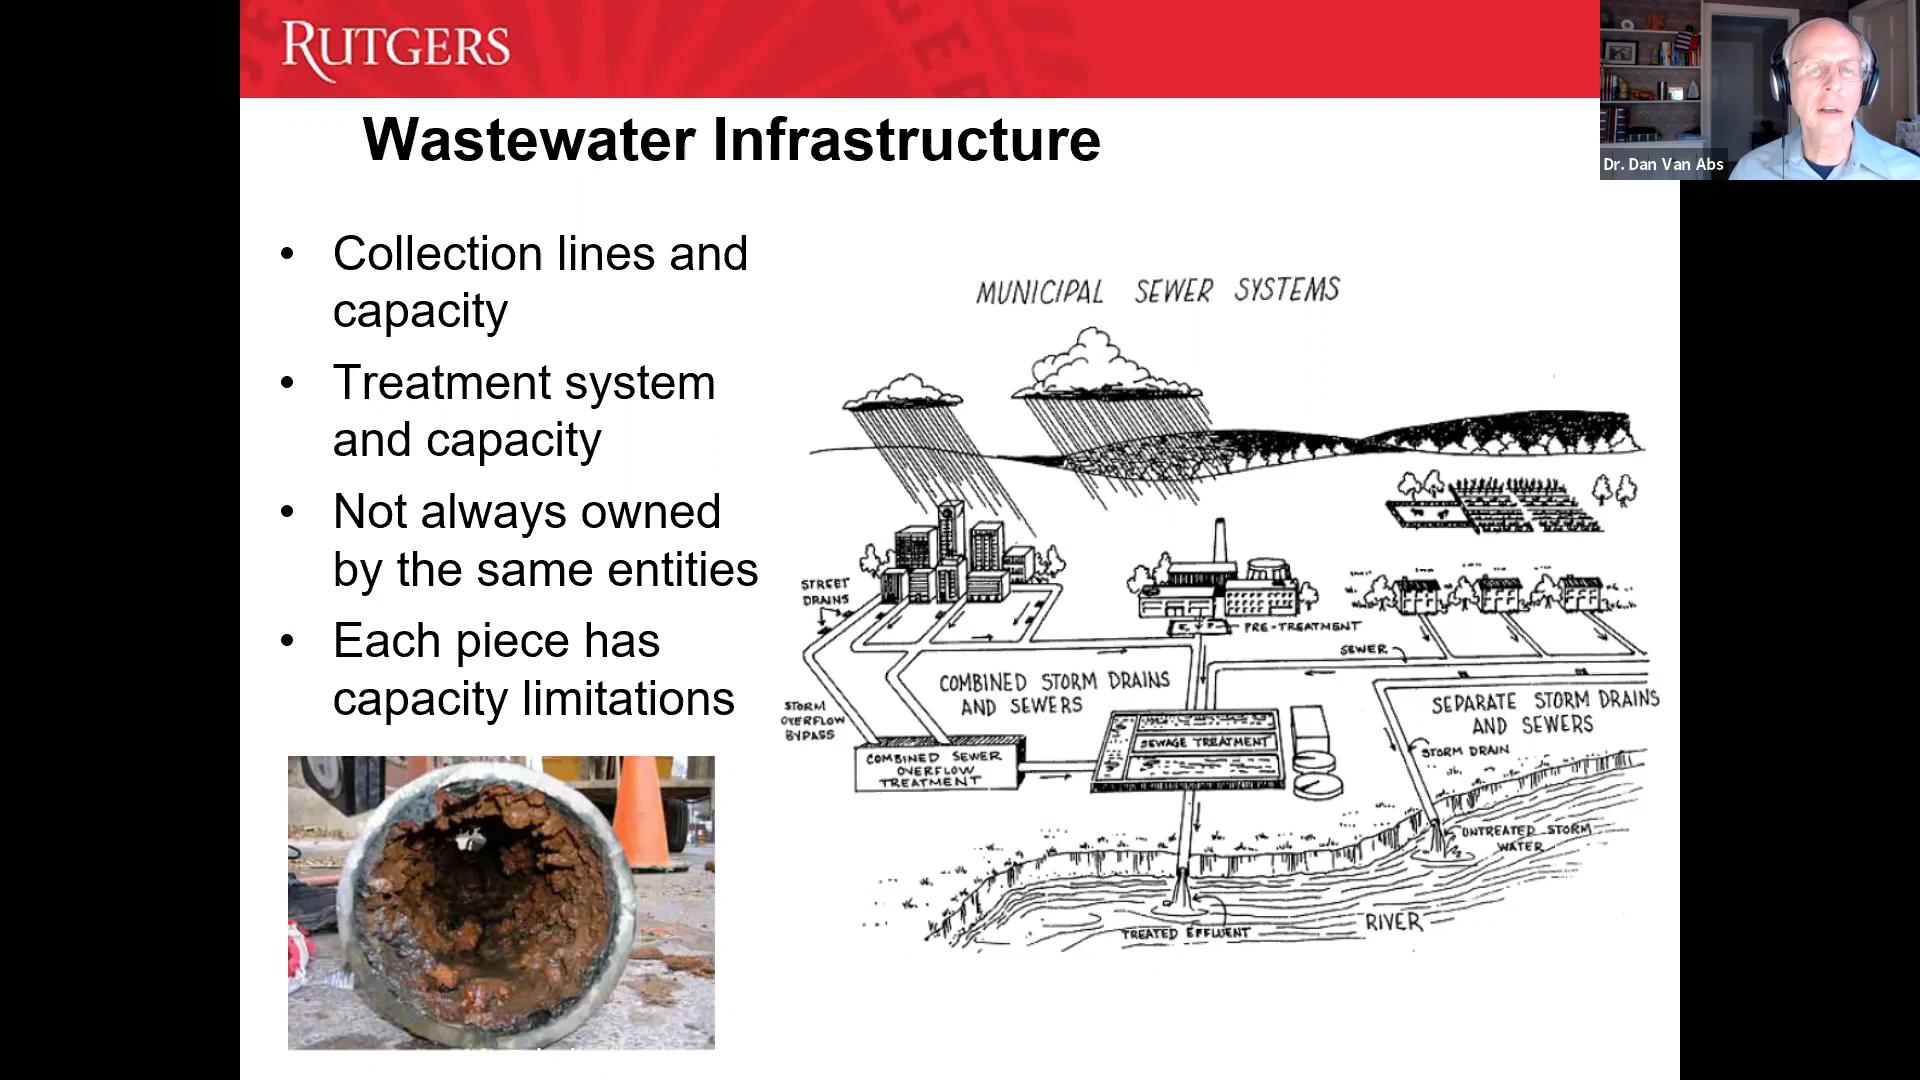 RUTGERS
Dr. Dan Van Abs
Wastewater Infrastructure
• Collection lines and
capacity
• Treatment system
and capacity
• Not always owned
by the same entities
• Each piece has
capacity limitations
MUNICIPAL SEWER SYSTEMS
STREET
DRAINS
PRE-TREATMENT
SEWER
COMBINED STORM DRAINS
AND SEWERS
STORM
OVERFLOW
BYPASS
SEPARATE STORM DRAINS
AND SEWERS
STORM DRAIN
SEWAGE TREATMENT
COMBINED SEWER
OVERFLOW
TREATMENT
UNTREATED STORM
WATER
RIVER
TREATED EFFLUENT